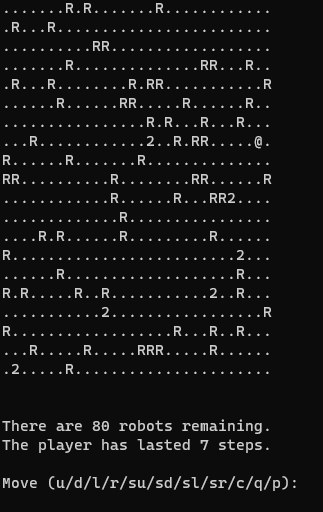 .......R.R.......R............
.R...R........................
..........RR..................
.......R..............RR...R..
.R...R........R.RR...........R
......R......RR.....R......R..
................R.R...R...R...
...R............2..R.RR.....@.
R......R.......R..............
RR..........R........RR......R
............R......R...RR2....
.............R................
....R.R......R.........R......
R.........................2...
......R...................R...
R.R.....R..R...........2..R...
...........2.................R
R..................R...R..R...
...R.....R.....RRR.....R......
.2.....R......................
There are 80 robots remaining.
The player has lasted 7 steps.
Move (u/d/l/r/su/sd/sl/sr/c/q/p):